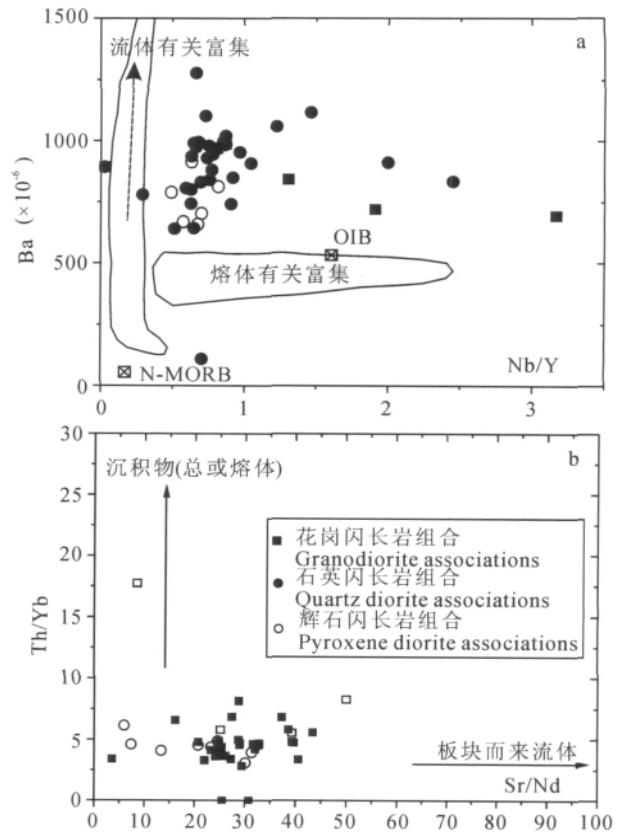 1500
流体有关富集
a
1000
Ba (×10⁻⁶)
OIB
500
熔体有关富集
N-MORB
Nb/Y
0
0
1
2
3
30
沉积物(总或熔体)
b
25
20
花岗闪长岩组合
Granodiorite associations
石英闪长岩组合
Quartz diorite associations
辉石闪长岩组合
Pyroxene diorite associations
Th/Yb
15
10
5
板块而来流体
Sr/Nd
0
0
10
20
30
40
50
60
70
80
90
100